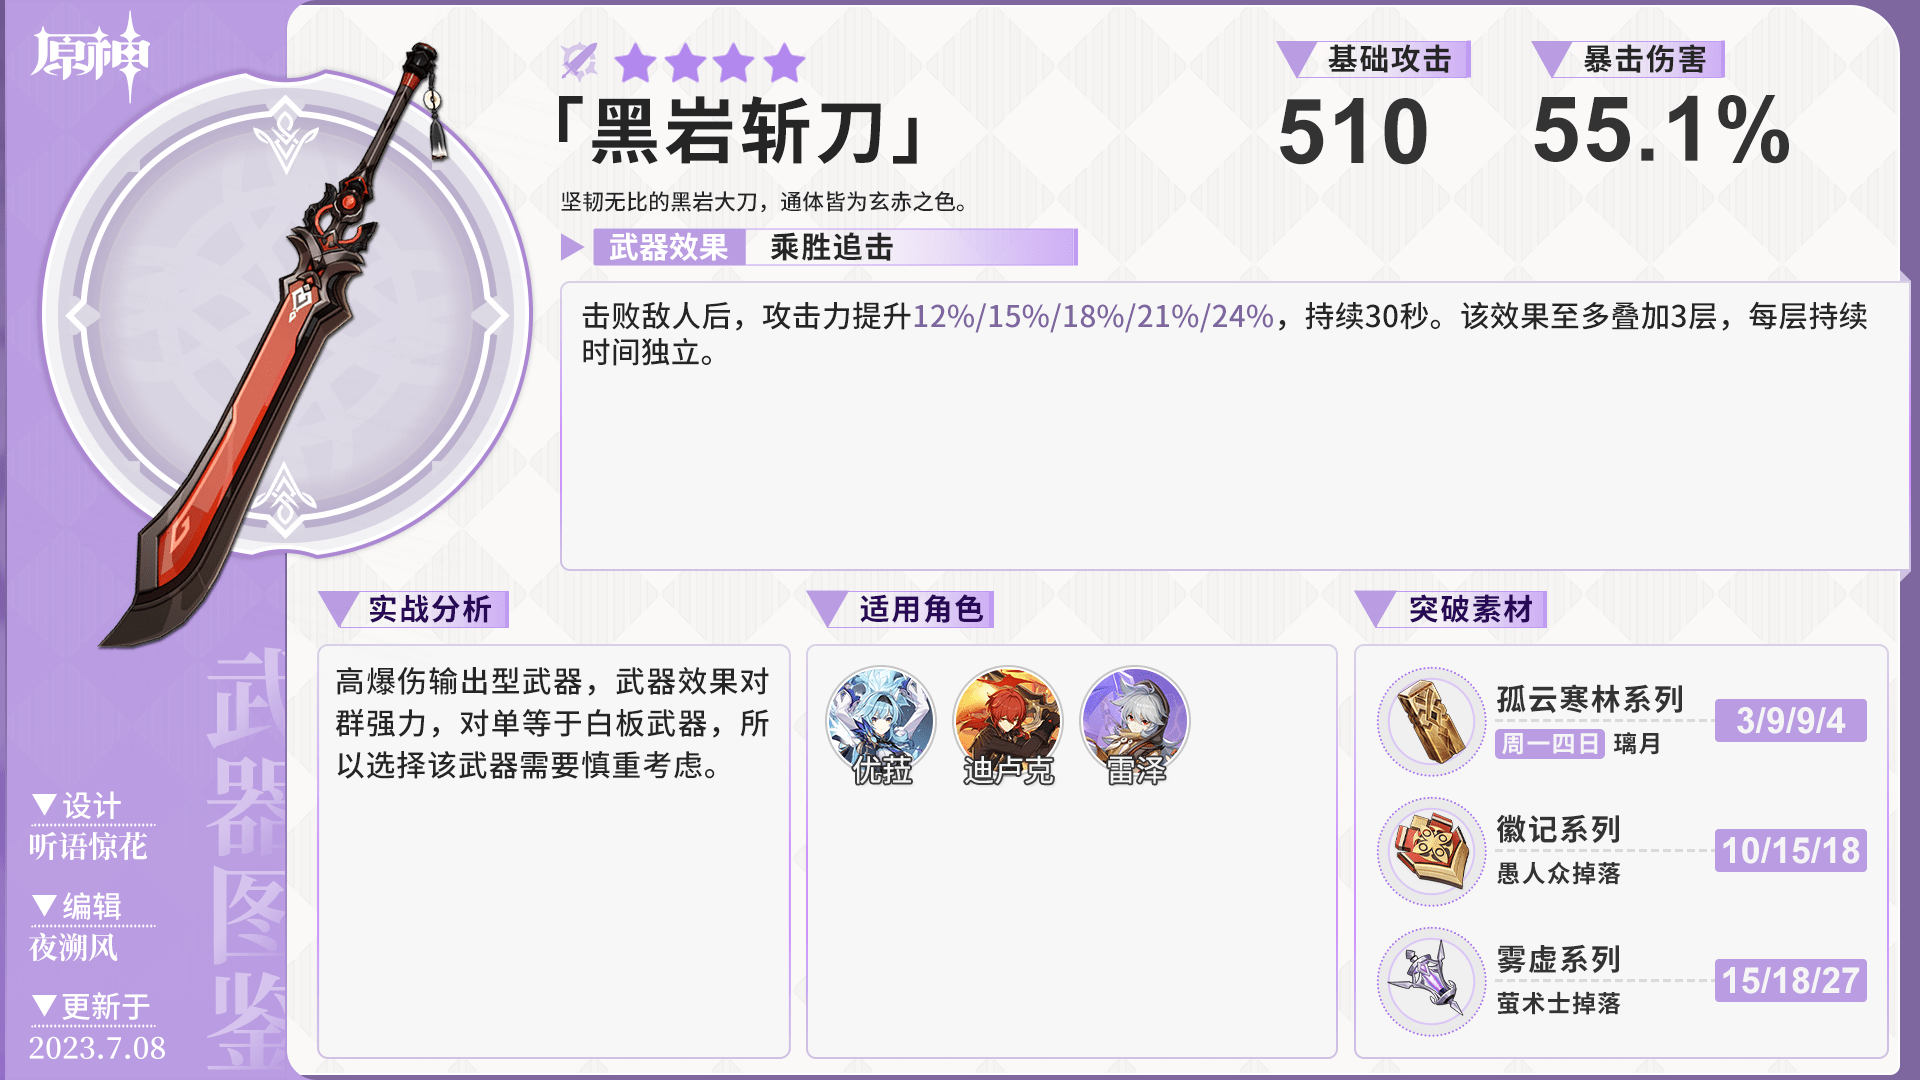 原神
「黑岩斩刀」
基础攻击
510
暴击伤害
55.1%
坚韧无比的黑岩大刀，通体皆为玄赤之色。
武器效果 乘胜追击
击败敌人后，攻击力提升12%/15%/18%/21%/24%，持续30秒。该效果至多叠加3层，每层持续
时间独立。
实战分析
高爆伤输出型武器，武器效果对
群强力，对单等于白板武器，所
以选择该武器需要慎重考虑。
适用角色
优菈 迪卢克 雷泽
突破素材
孤云寒林系列
周一四日 璃月
3/9/9/4
徽记系列
愚人众掉落
10/15/18
雾虚系列
萤术士掉落
15/18/27
武器图鉴
▼设计
听语惊花
▼编辑
夜溯风
▼更新于
2023.7.08